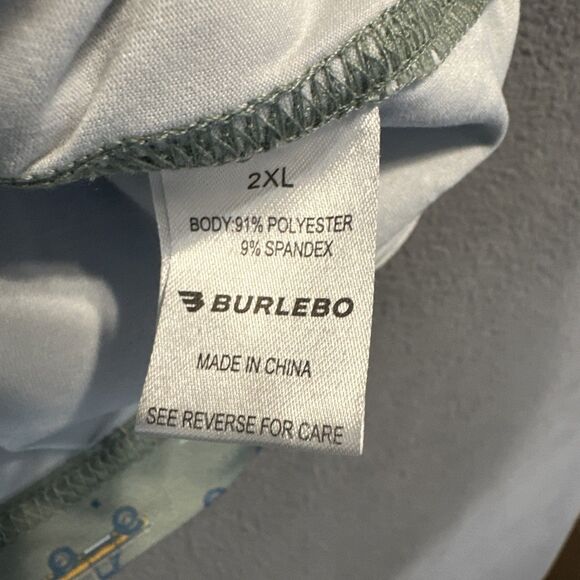 2XL
BODY:91% POLYESTER
9% SPANDEX
BURLEBO
MADE IN CHINA
SEE REVERSE FOR CARE